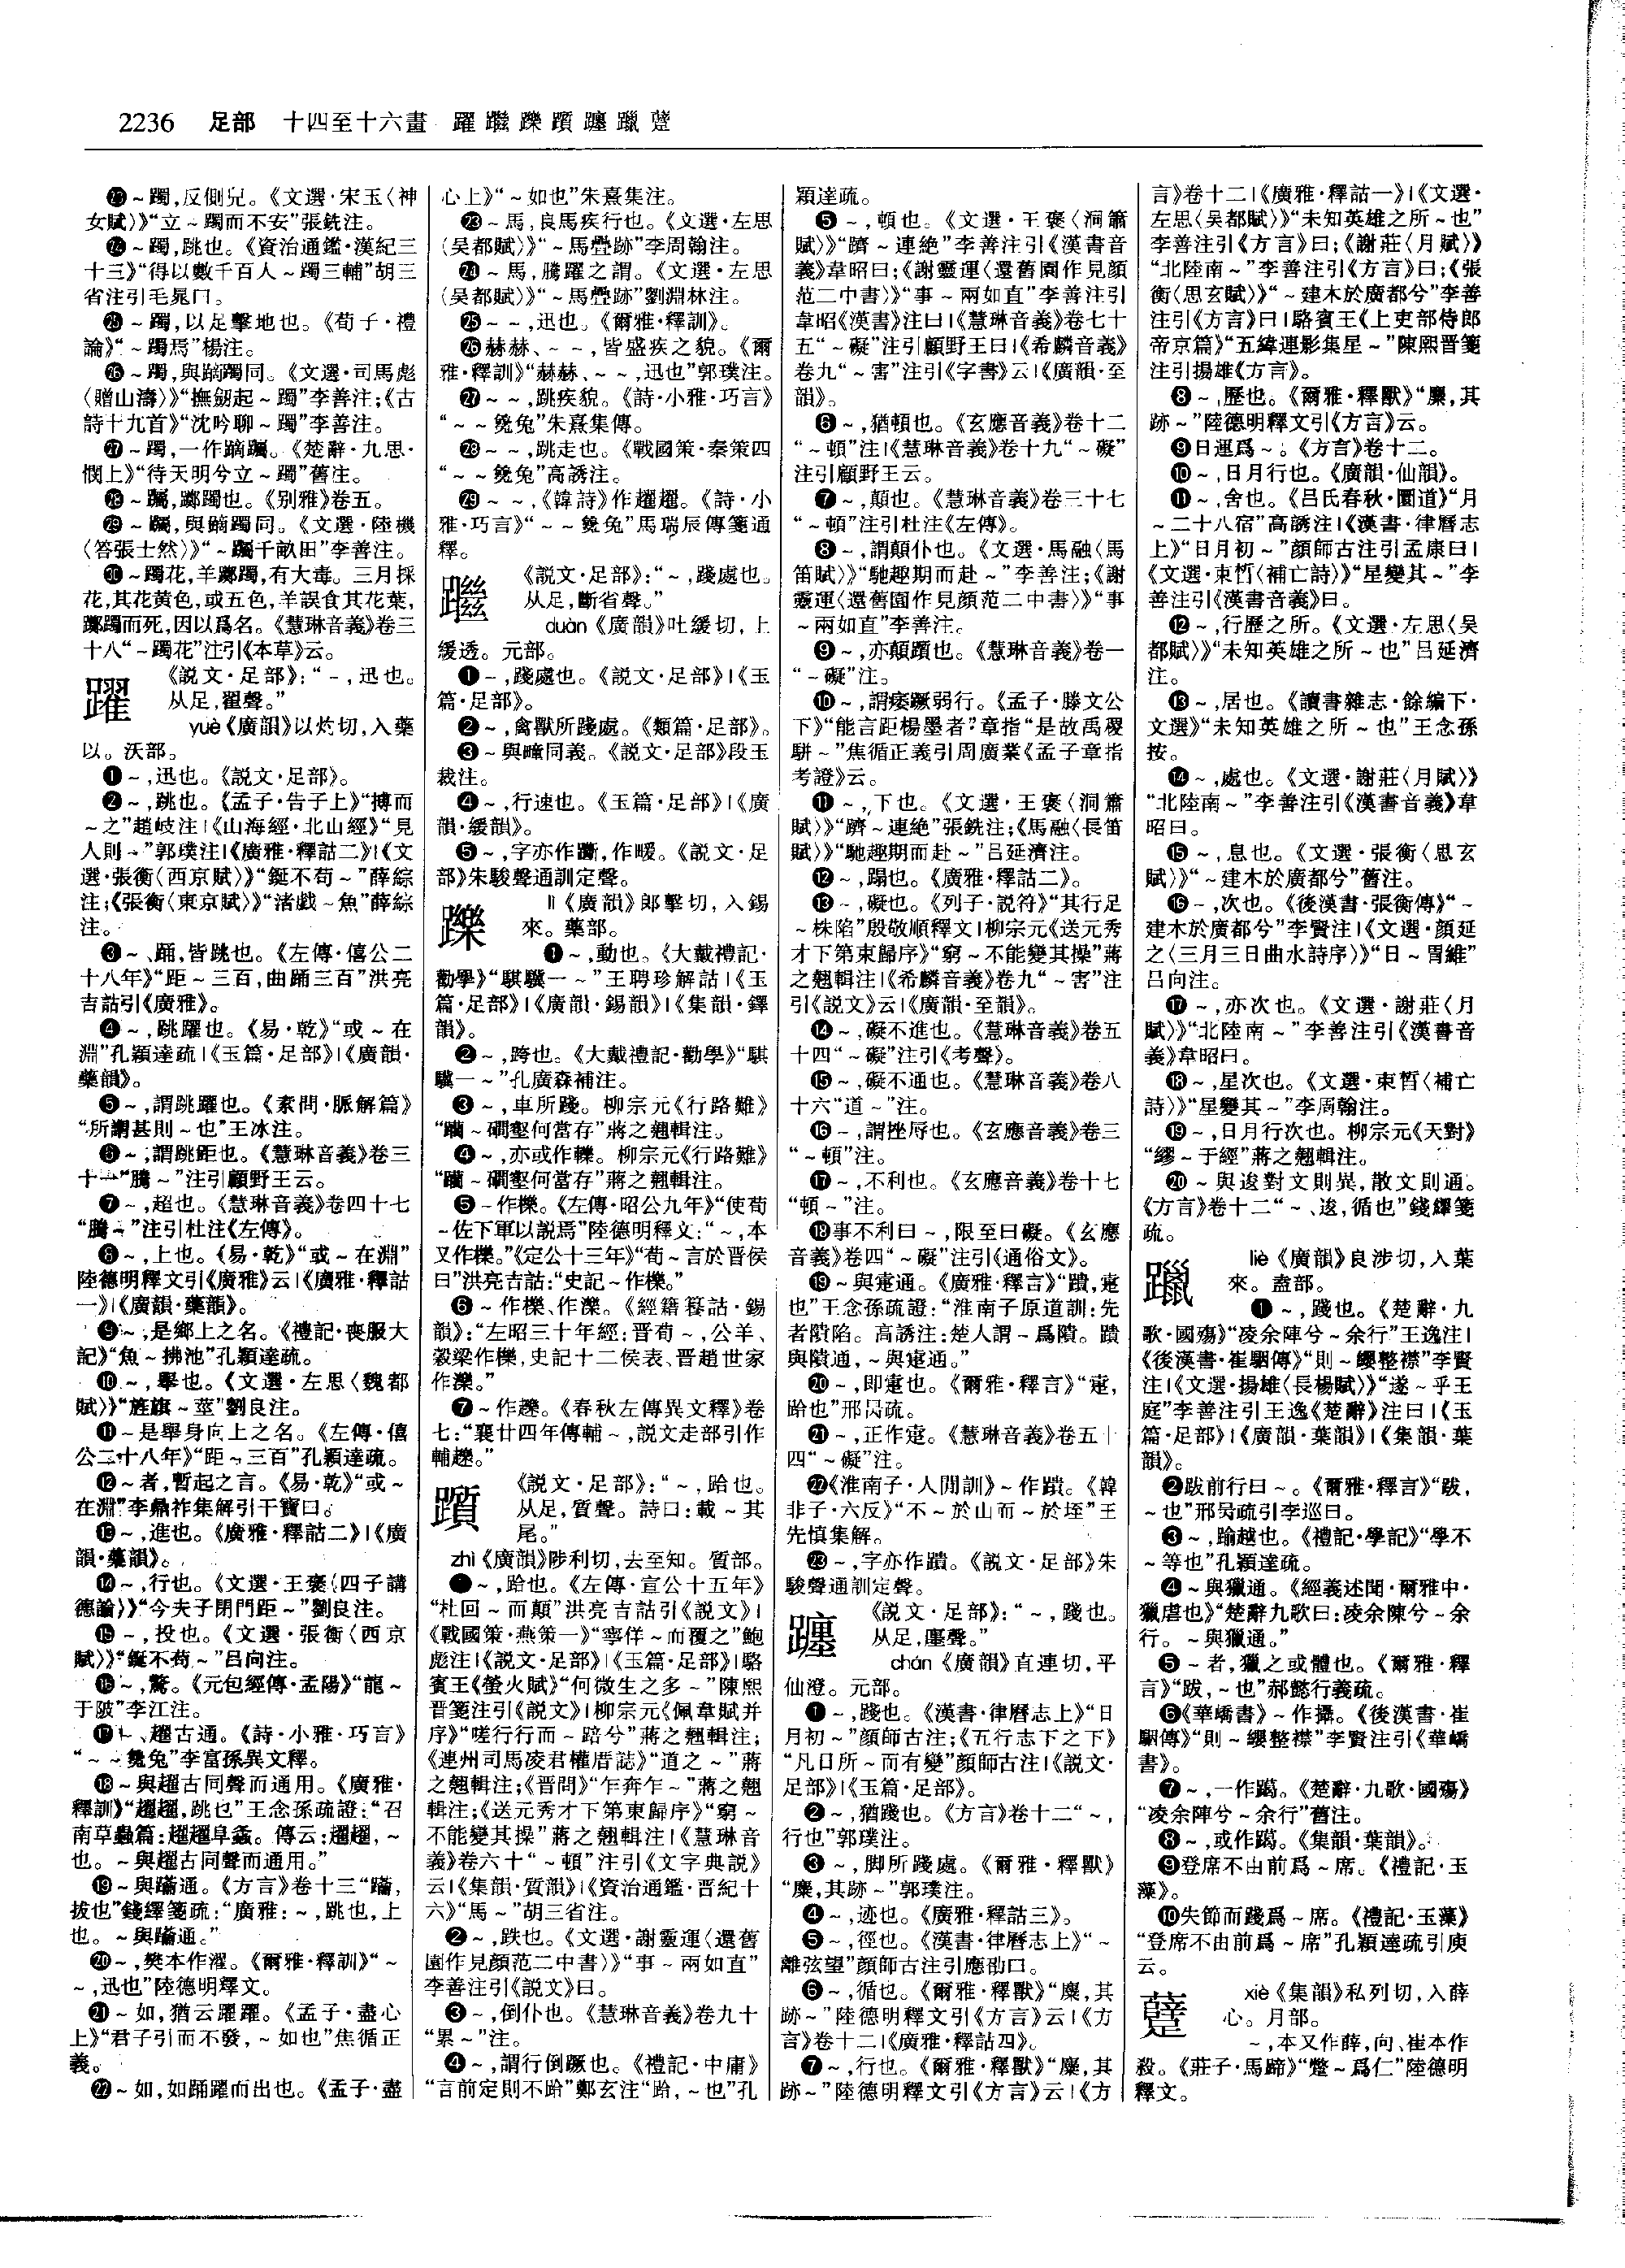 2236 足部 十四至十六畫 躍 躖 躒 躓 躔 躐 躠
㉓～躅,反側皃。《文選·宋玉〈神
女賦〉》“立～躅而不安”張銑注。
㉔～躅,跳也。《資治通鑑·漢紀三
十三》“得以數千百人～躅三輔”胡三
省注引毛晃曰。
㉕～躅,以足擊地也。《荀子·禮
論》“～躅焉”楊注。
㉖～躅,與蹢躅同。《文選·司馬彪
〈贈山濤〉》“撫劒起～躅”李善注;《古
詩十九首》“沈吟聊～躅”李善注。
㉗～躅,一作蹢躅。《楚辭·九思·
憫上》“待天明兮立～躅”舊注。
㉘～躅,躑躅也。《别雅》卷五。
㉙～躅,與蹢躅同。《文選·陸機
〈答張士然〉》“～躅千畝田”李善注。
㉚～躅花,羊躑躅,有大毒。三月採
花,其花黄色,或五色,羊誤食其花葉,
躑躅而死,因以爲名。《慧琳音義》卷三
十八“～躅花”注引《本草》云。
躍 《説文·足部》:“～,迅也。
从足,翟聲。”
yuè《廣韻》以灼切,入藥
以。沃部。
❶～,迅也。《説文·足部》。
❷～,跳也。《孟子·告子上》“搏而
～之”趙岐注|《山海經·北山經》“見
人則～”郭璞注|《廣雅·釋詁二》|《文
選·張衡〈西京賦〉》“鋋不苟～”薛綜
注;《張衡〈東京賦〉》“渚戲～魚”薛綜
注。
❸～、踊,皆跳也。《左傳·僖公二
十八年》“距～三百,曲踊三百”洪亮
吉詁引《廣雅》。
❹～,跳躍也。《易·乾》“或～在
淵”孔穎達疏|《玉篇·足部》|《廣韻·
藥韻》。
❺～,謂跳躍也。《素問·脈解篇》
“所謂甚則～也”王冰注。
❻～,謂跳距也。《慧琳音義》卷三
十一“騰～”注引顧野王云。
❼～,超也。《慧琳音義》卷四十七
“騰～”注引杜注《左傳》。
❽～,上也。《易·乾》“或～在淵”
陸德明釋文引《廣雅》云|《廣雅·釋詁
一》|《廣韻·藥韻》。
❾～,是鄉上之名。《禮記·喪服大
記》“魚～拂池”孔穎達疏。
❿～,舉也。《文選·左思〈魏都
賦〉》“旌旗～莖”劉良注。
⓫～是舉身向上之名。《左傳·僖
公二十八年》“距～三百”孔穎達疏。
⓬～者,暫起之言。《易·乾》“或～
在淵”李鼎祚集解引干寶曰。
⓭～,進也。《廣雅·釋詁二》|《廣
韻·藥韻》。
⓮～,行也。《文選·王褒〈四子講
德論〉》“今夫子閉門距～”劉良注。
⓯～,投也。《文選·張衡〈西京
賦〉》“鋋不苟～”吕向注。
⓰～,驚。《元包經傳·孟陽》“龍～
于陂”李江注。
⓱～、趯古通。《詩·小雅·巧言》
“～～毚兔”李富孫異文釋。
⓲～與趯古同聲而通用。《廣雅·
釋訓》“趯趯,跳也”王念孫疏證:“召
南草蟲篇:趯趯阜螽。傳云:趯趯,～
也。～與趯古同聲而通用。”
⓳～與䠯通。《方言》卷十三“䠯,
拔也”錢繹箋疏:“廣雅:～,跳也,上
也。～與䠯通。”
⓴～,樊本作濯。《爾雅·釋訓》“～
～,迅也”陸德明釋文。
㉑～如,猶云躍躍。《孟子·盡心
上》“君子引而不發,～如也”焦循正
義。
㉒～如,如踊躍而出也。《孟子·盡
心上》“～如也”朱熹集注。
㉓～馬,良馬疾行也。《文選·左思
〈吴都賦〉》“～馬疊跡”李周翰注。
㉔～馬,騰躍之謂。《文選·左思
〈吴都賦〉》“～馬疊跡”劉淵林注。
㉕～～,迅也。《爾雅·釋訓》。
㉖赫赫、～～,皆盛疾之貌。《爾
雅·釋訓》“赫赫、～～,迅也”郭璞注。
㉗～～,跳疾貌。《詩·小雅·巧言》
“～～毚兔”朱熹集傳。
㉘～～,跳走也。《戰國策·秦策四
“～～毚兔”高誘注。
㉙～～,《韓詩》作趯趯。《詩·小
雅·巧言》“～～毚兔”馬瑞辰傳箋通
釋。
躖 《説文·足部》:“～,踐處也。
从足,斷省聲。”
duàn《廣韻》吐緩切,上
緩透。元部。
❶～,踐處也。《説文·足部》|《玉
篇·足部》。
❷～,禽獸所踐處。《類篇·足部》。
❸～與疃同義。《説文·足部》段玉
裁注。
❹～,行速也。《玉篇·足部》|《廣
韻·緩韻》。
❺～,字亦作躖,作畽。《説文·足
部》朱駿聲通訓定聲。
躒 lì《廣韻》郎擊切,入錫
來。藥部。
❶～,動也。《大戴禮記·
勸學》“騏驥一～”王聘珍解詁|《玉
篇·足部》|《廣韻·錫韻》|《集韻·鐸
韻》。
❷～,跨也。《大戴禮記·勸學》“騏
驥一～”孔廣森補注。
❸～,車所踐。柳宗元《行路難》
“躪～礀壑何當存”蔣之翹輯注。
❹～,亦或作轢。柳宗元《行路難》
“躪～礀壑何當存”蔣之翹輯注。
❺～作櫟。《左傳·昭公九年》“使荀
～佐下軍以説焉”陸德明釋文:“～,本
又作櫟。”《定公十三年》“荀～言於晋侯
曰”洪亮吉詁:“史記～作櫟。”
❻～作櫟、作濼。《經籍籑詁·錫
韻》:“左昭三十年經:晋荀～,公羊、
穀梁作櫟,史記十二侯表、晋趙世家
作濼。”
❼～作趮。《春秋左傳異文釋》卷
七:“襄廿四年傳輔～,説文走部引作
輔趮。”
躓 《説文·足部》:“～,跲也。
从足,質聲。詩曰:載～其
尾。”
zhì《廣韻》陟利切,去至知。質部。
❶～,跲也。《左傳·宣公十五年》
“杜回～而顛”洪亮吉詁引《説文》|
《戰國策·燕策一》“寧佯～而覆之”鮑
彪注|《説文·足部》|《玉篇·足部》|駱
賓王《螢火賦》“何微生之多～”陳熙
晋箋注引《説文》|柳宗元《佩韋賦并
序》“嗟行行而～踣兮”蔣之翹輯注;
《連州司馬凌君權厝誌》“道之～”蔣
之翹輯注;《晋問》“乍奔乍～”蔣之翹
輯注;《送元秀才下第東歸序》“窮～
不能變其操”蔣之翹輯注|《慧琳音
義》卷六十“～頓”注引《文字典説》
云|《集韻·質韻》|《資治通鑑·晋紀十
六》“馬～”胡三省注。
❷～,跌也。《文選·謝靈運〈還舊
園作見顔范二中書〉》“事～兩如直”
李善注引《説文》曰。
❸～,倒仆也。《慧琳音義》卷九十
“累～”注。
❹～,謂行倒蹶也。《禮記·中庸》
“言前定則不跲”鄭玄注“跲,～也”孔
穎達疏。
❺～,頓也。《文選·王褒〈洞簫
賦〉》“躋～連絶”李善注引《漢書音
義》韋昭曰;《謝靈運〈還舊園作見顔
范二中書〉》“事～兩如直”李善注引
韋昭《漢書》注曰|《慧琳音義》卷七十
五“～礙”注引顧野王曰|《希麟音義》
卷九“～害”注引《字書》云|《廣韻·至
韻》。
❻～,猶頓也。《玄應音義》卷十二
“～頓”注|《慧琳音義》卷十九“～礙”
注引顧野王云。
❼～,顛也。《慧琳音義》卷三十七
“～頓”注引杜注《左傳》。
❽～,謂顛仆也。《文選·馬融〈馬
笛賦〉》“馳趣期而赴～”李善注;《謝
靈運〈還舊園作見顔范二中書〉》“事
～兩如直”李善注。
❾～,亦顛躓也。《慧琳音義》卷一
“～礙”注。
❿～,謂痿蹶弱行。《孟子·滕文公
下》“能言距楊墨者”章指“是故禹稷
駢～”焦循正義引周廣業《孟子章指
考證》云。
⓫～,下也。《文選·王褒〈洞簫
賦〉》“躋～連絶”張銑注;《馬融〈長笛
賦〉》“馳趣期而赴～”吕延濟注。
⓬～,蹋也。《廣雅·釋詁二》。
⓭～,礙也。《列子·説符》“其行足
～株陷”殷敬順釋文|柳宗元《送元秀
才下第東歸序》“窮～不能變其操”蔣
之翹輯注|《希麟音義》卷九“～害”注
引《説文》云|《廣韻·至韻》。
⓮～,礙不進也。《慧琳音義》卷五
十四“～礙”注引《考聲》。
⓯～,礙不通也。《慧琳音義》卷八
十六“道～”注。
⓰～,謂挫辱也。《玄應音義》卷三
“～頓”注。
⓱～,不利也。《玄應音義》卷十七
“頓～”注。
⓲事不利曰～,限至曰礙。《玄應
音義》卷四“～礙”注引《通俗文》。
⓳～與疐通。《廣雅·釋言》“躓,疐
也”王念孫疏證:“淮南子原道訓:先
者隤陷。高誘注:楚人謂～爲隤。躓
與隤通,～與疐通。”
⓴～,即疐也。《爾雅·釋言》“疐,
跲也”邢昺疏。
㉑～,正作疐。《慧琳音義》卷五十
四“～礙”注。
㉒《淮南子·人閒訓》～作蹪。《韓
非子·六反》“不～於山而～於垤”王
先慎集解。
㉓～,字亦作蹪。《説文·足部》朱
駿聲通訓定聲。
躔 《説文·足部》:“～,踐也。
从足,廛聲。”
chán《廣韻》直連切,平
仙澄。元部。
❶～,踐也。《漢書·律曆志上》“日
月初～”顔師古注;《五行志下之下》
“凡日所～而有變”顔師古注|《説文·
足部》|《玉篇·足部》。
❷～,猶踐也。《方言》卷十二“～,
行也”郭璞注。
❸～,脚所踐處。《爾雅·釋獸》
“麋,其跡～”郭璞注。
❹～,迹也。《廣雅·釋詁三》。
❺～,徑也。《漢書·律曆志上》“～
離弦望”顔師古注引應劭曰。
❻～,循也。《爾雅·釋獸》“麋,其
跡～”陸德明釋文引《方言》云|《方
言》卷十二|《廣雅·釋詁四》。
❼～,行也。《爾雅·釋獸》“麋,其
跡～”陸德明釋文引《方言》云|《方
言》卷十二|《廣雅·釋詁一》|《文選·
左思〈吴都賦〉》“未知英雄之所～也”
李善注引《方言》曰;《謝莊〈月賦〉》
“北陸南～”李善注引《方言》曰;《張
衡〈思玄賦〉》“～建木於廣都兮”李善
注引《方言》曰|駱賓王《上吏部侍郎
帝京篇》“五緯連影集星～”陳熙晋箋
注引揚雄《方言》。
❽～,歷也。《爾雅·釋獸》“麋,其
跡～”陸德明釋文引《方言》云。
❾日運爲～。《方言》卷十二。
❿～,日月行也。《廣韻·仙韻》。
⓫～,舍也。《吕氏春秋·圜道》“月
～二十八宿”高誘注|《漢書·律曆志
上》“日月初～”顔師古注引孟康曰|
《文選·束晳〈補亡詩〉》“星變其～”李
善注引《漢書音義》曰。
⓬～,行歷之所。《文選·左思〈吴
都賦〉》“未知英雄之所～也”吕延濟
注。
⓭～,居也。《讀書雜志·餘編下·
文選》“未知英雄之所～也”王念孫
按。
⓮～,處也。《文選·謝莊〈月賦〉》
“北陸南～”李善注引《漢書音義》韋
昭曰。
⓯～,息也。《文選·張衡〈思玄
賦〉》“～建木於廣都兮”舊注。
⓰～,次也。《後漢書·張衡傳》“～
建木於廣都兮”李賢注|《文選·顔延
之〈三月三日曲水詩序〉》“日～胃維”
吕向注。
⓱～,亦次也。《文選·謝莊〈月
賦〉》“北陸南～”李善注引《漢書音
義》韋昭曰。
⓲～,星次也。《文選·束晳〈補亡
詩〉》“星變其～”李周翰注。
⓳～,日月行次也。柳宗元《天對》
“繆～于經”蔣之翹輯注。
⓴～與逡對文則異,散文則通。
《方言》卷十二“～、逡,循也”錢繹箋
疏。
躐 liè《廣韻》良涉切,入葉
來。盍部。
❶～,踐也。《楚辭·九
歌·國殤》“凌余陣兮～余行”王逸注|
《後漢書·崔駰傳》“則～纓整襟”李賢
注|《文選·揚雄〈長楊賦〉》“遂～乎王
庭”李善注引王逸《楚辭》注曰|《玉
篇·足部》|《廣韻·葉韻》|《集韻·葉
韻》。
❷跋前行曰～。《爾雅·釋言》“跋,
～也”邢昺疏引李巡曰。
❸～,踰越也。《禮記·學記》“學不
～等也”孔穎達疏。
❹～與獵通。《經義述聞·爾雅中·
獵虐也》“楚辭九歌曰:凌余陳兮～余
行。～與獵通。”
❺～者,獵之或體也。《爾雅·釋
言》“跋,～也”郝懿行義疏。
❻《華嶠書》～作擸。《後漢書·崔
駰傳》“則～纓整襟”李賢注引《華嶠
書》。
❼～,一作躢。《楚辭·九歌·國殤》
“凌余陣兮～余行”舊注。
❽～,或作躢。《集韻·葉韻》。
❾登席不由前爲～席。《禮記·玉
藻》。
❿失節而踐爲～席。《禮記·玉藻》
“登席不由前爲～席”孔穎達疏引庾
云。
躠 xiè《集韻》私列切,入薛
心。月部。
～,本又作薛,向、崔本作
殺。《莊子·馬蹄》“蹩～爲仁”陸德明
釋文。